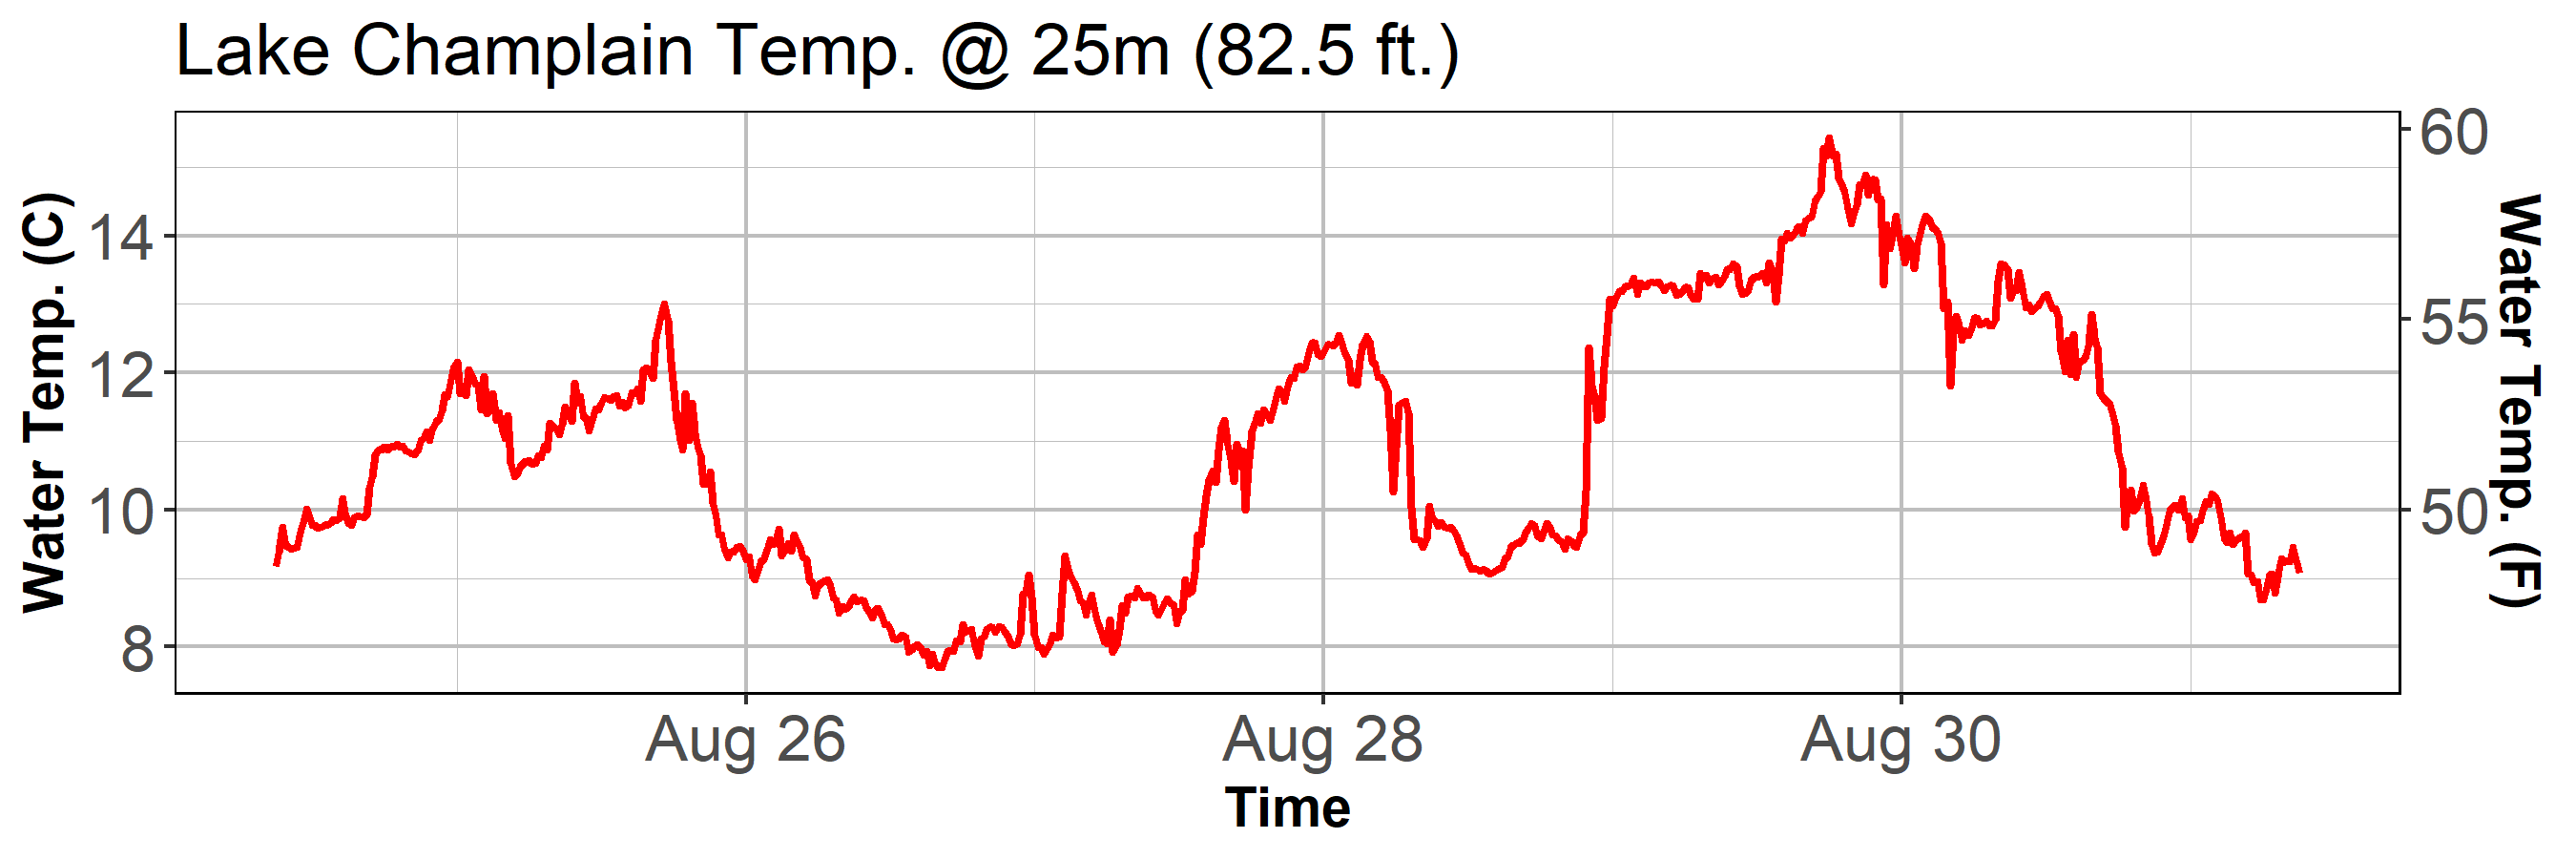 Lake Champlain Temp. @ 25m (82.5 ft.)
Water Temp. (C)
14
12
10
8
60
55
50
Water Temp. (F)
Aug 26
Aug 28
Aug 30
Time